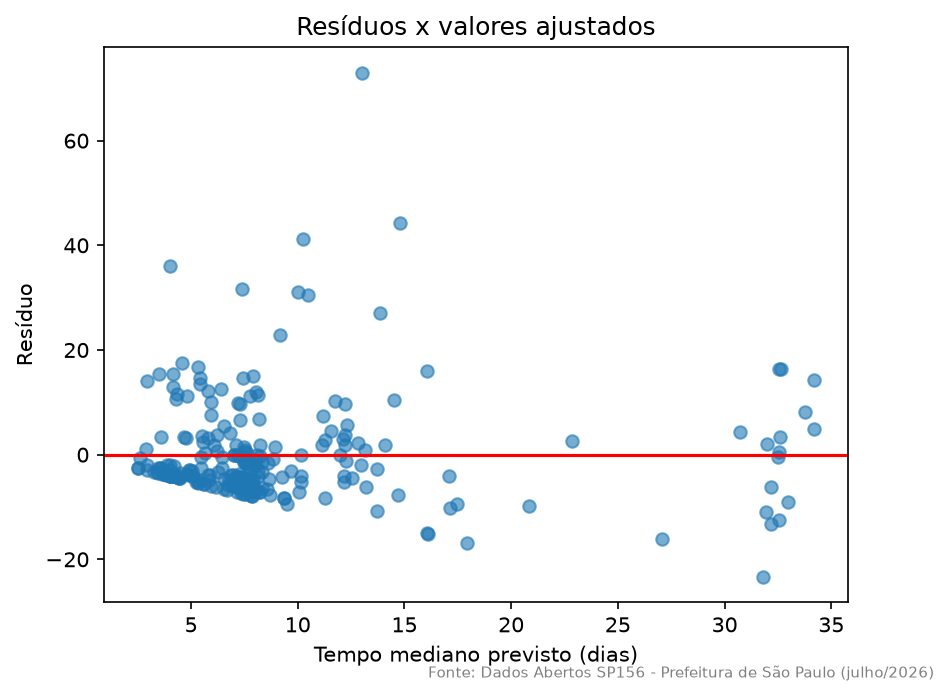 Resíduos x valores ajustados
60
40
20
0
−20
Resíduo
5 10 15 20 25 30 35
Tempo mediano previsto (dias)
Fonte: Dados Abertos SP156 - Prefeitura de São Paulo (julho/2026)